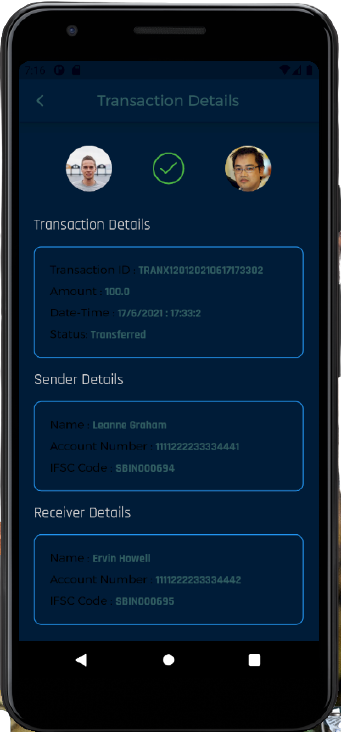 7:16
Transaction Details
Transaction Details
Transaction ID : TRANX120120210617173302
Amount : 100.0
Date-Time : 17/6/2021 : 17:33:2
Status: Transferred
Sender Details
Name : Leanne Graham
Account Number : 1111222233334441
IFSC Code : SBIN000694
Receiver Details
Name : Ervin Howell
Account Number : 1111222233334442
IFSC Code : SBIN000695